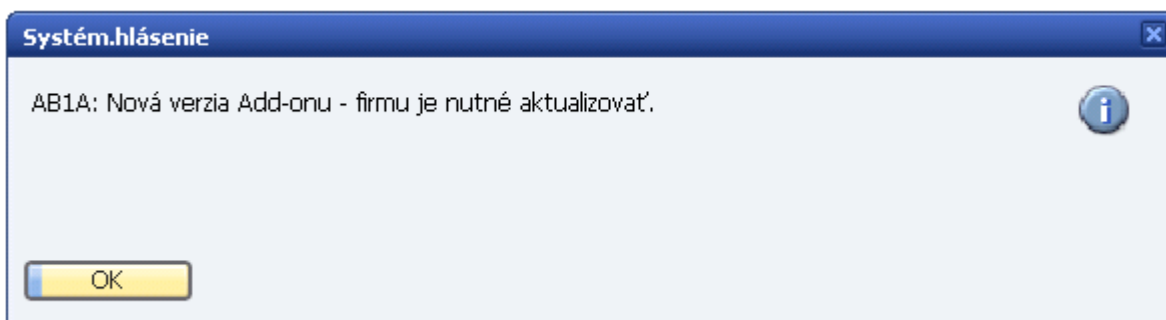 Systém.hlásenie
AB1A: Nová verzia Add-onu - firmu je nutné aktualizovať.
OK